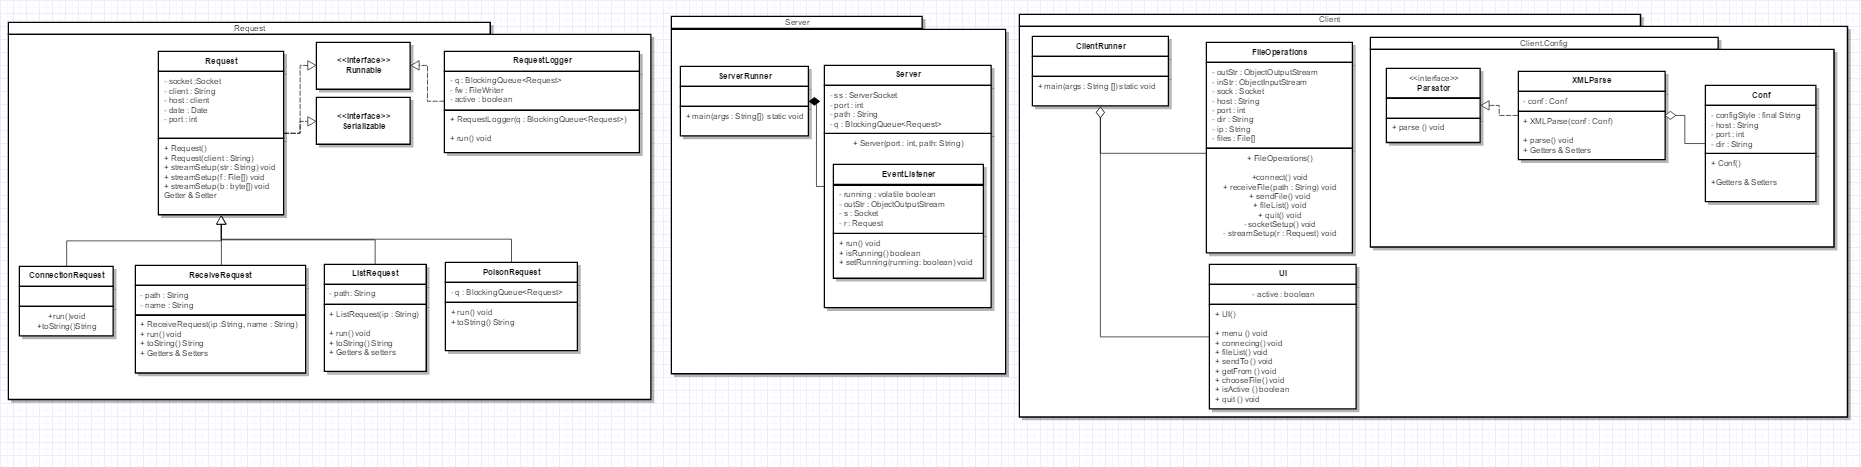 Request
Request
- socket :Socket
- client : String
- host : client
- date : Date
- port : int
+ Request()
+ Request(client : String)
+ streamSetup(str : String) void
+ streamSetup(f : File[]) void
+ streamSetup(b : byte[]) void
Getter & Setter
<<Interface>>
Runnable
<<Interface>>
Serializable
RequestLogger
- q : BlockingQueue<Request>
- fw : FileWriter
- active : boolean
+ RequestLogger(q : BlockingQueue<Request>)
+ run() void
ConnectionRequest
+run()void
+toString()String
ReceiveRequest
- path : String
- name : String
+ ReceiveRequest(ip :String, name : String)
+ run() void
+ toString() String
+ Getters & Setters
ListRequest
- path: String
+ ListRequest(ip : String)
+ run() void
+ toString() String
+ Getters & setters
PoisonRequest
- q : BlockingQueue<Request>
+ run() void
+ toString() String
Server
ServerRunner
+ main(args : String[]) static void
Server
- ss : ServerSocket
- port : int
- path : String
- q : BlockingQueue<Request>
+ Server(port : int, path: String)
EventListener
- running : volatile boolean
- outStr : ObjectOutputStream
- s : Socket
- r : Request
+ run() void
+ isRunning() boolean
+ setRunning(running: boolean) void
Client
ClientRunner
+ main(args : String []) static void
FileOperations
- outStr : ObjectOutputStream
- inStr : ObjectInputStream
- sock : Socket
- host : String
- port : int
- dir : String
- ip : String
- files : File[]
+ FileOperations()
+connect() void
+ receiveFile(path : String) void
+ sendFile() void
+ fileList() void
+ quit() void
- socketSetup() void
- streamSetup(r : Request) void
UI
- active : boolean
+ UI()
+ menu () void
+ connecing() void
+ fileList() void
+ sendTo () void
+ getFrom () void
+ chooseFile() void
+ isActive () boolean
+ quit () void
Client.Config
<<interface>>
Parsator
+ parse () void
XMLParse
- conf : Conf
+ XMLParse(conf : Conf)
+ parse() void
+ Getters & Setters
Conf
- configStyle : final String
- host : String
- port : int
- dir : String
+ Conf()
+Getters & Setters